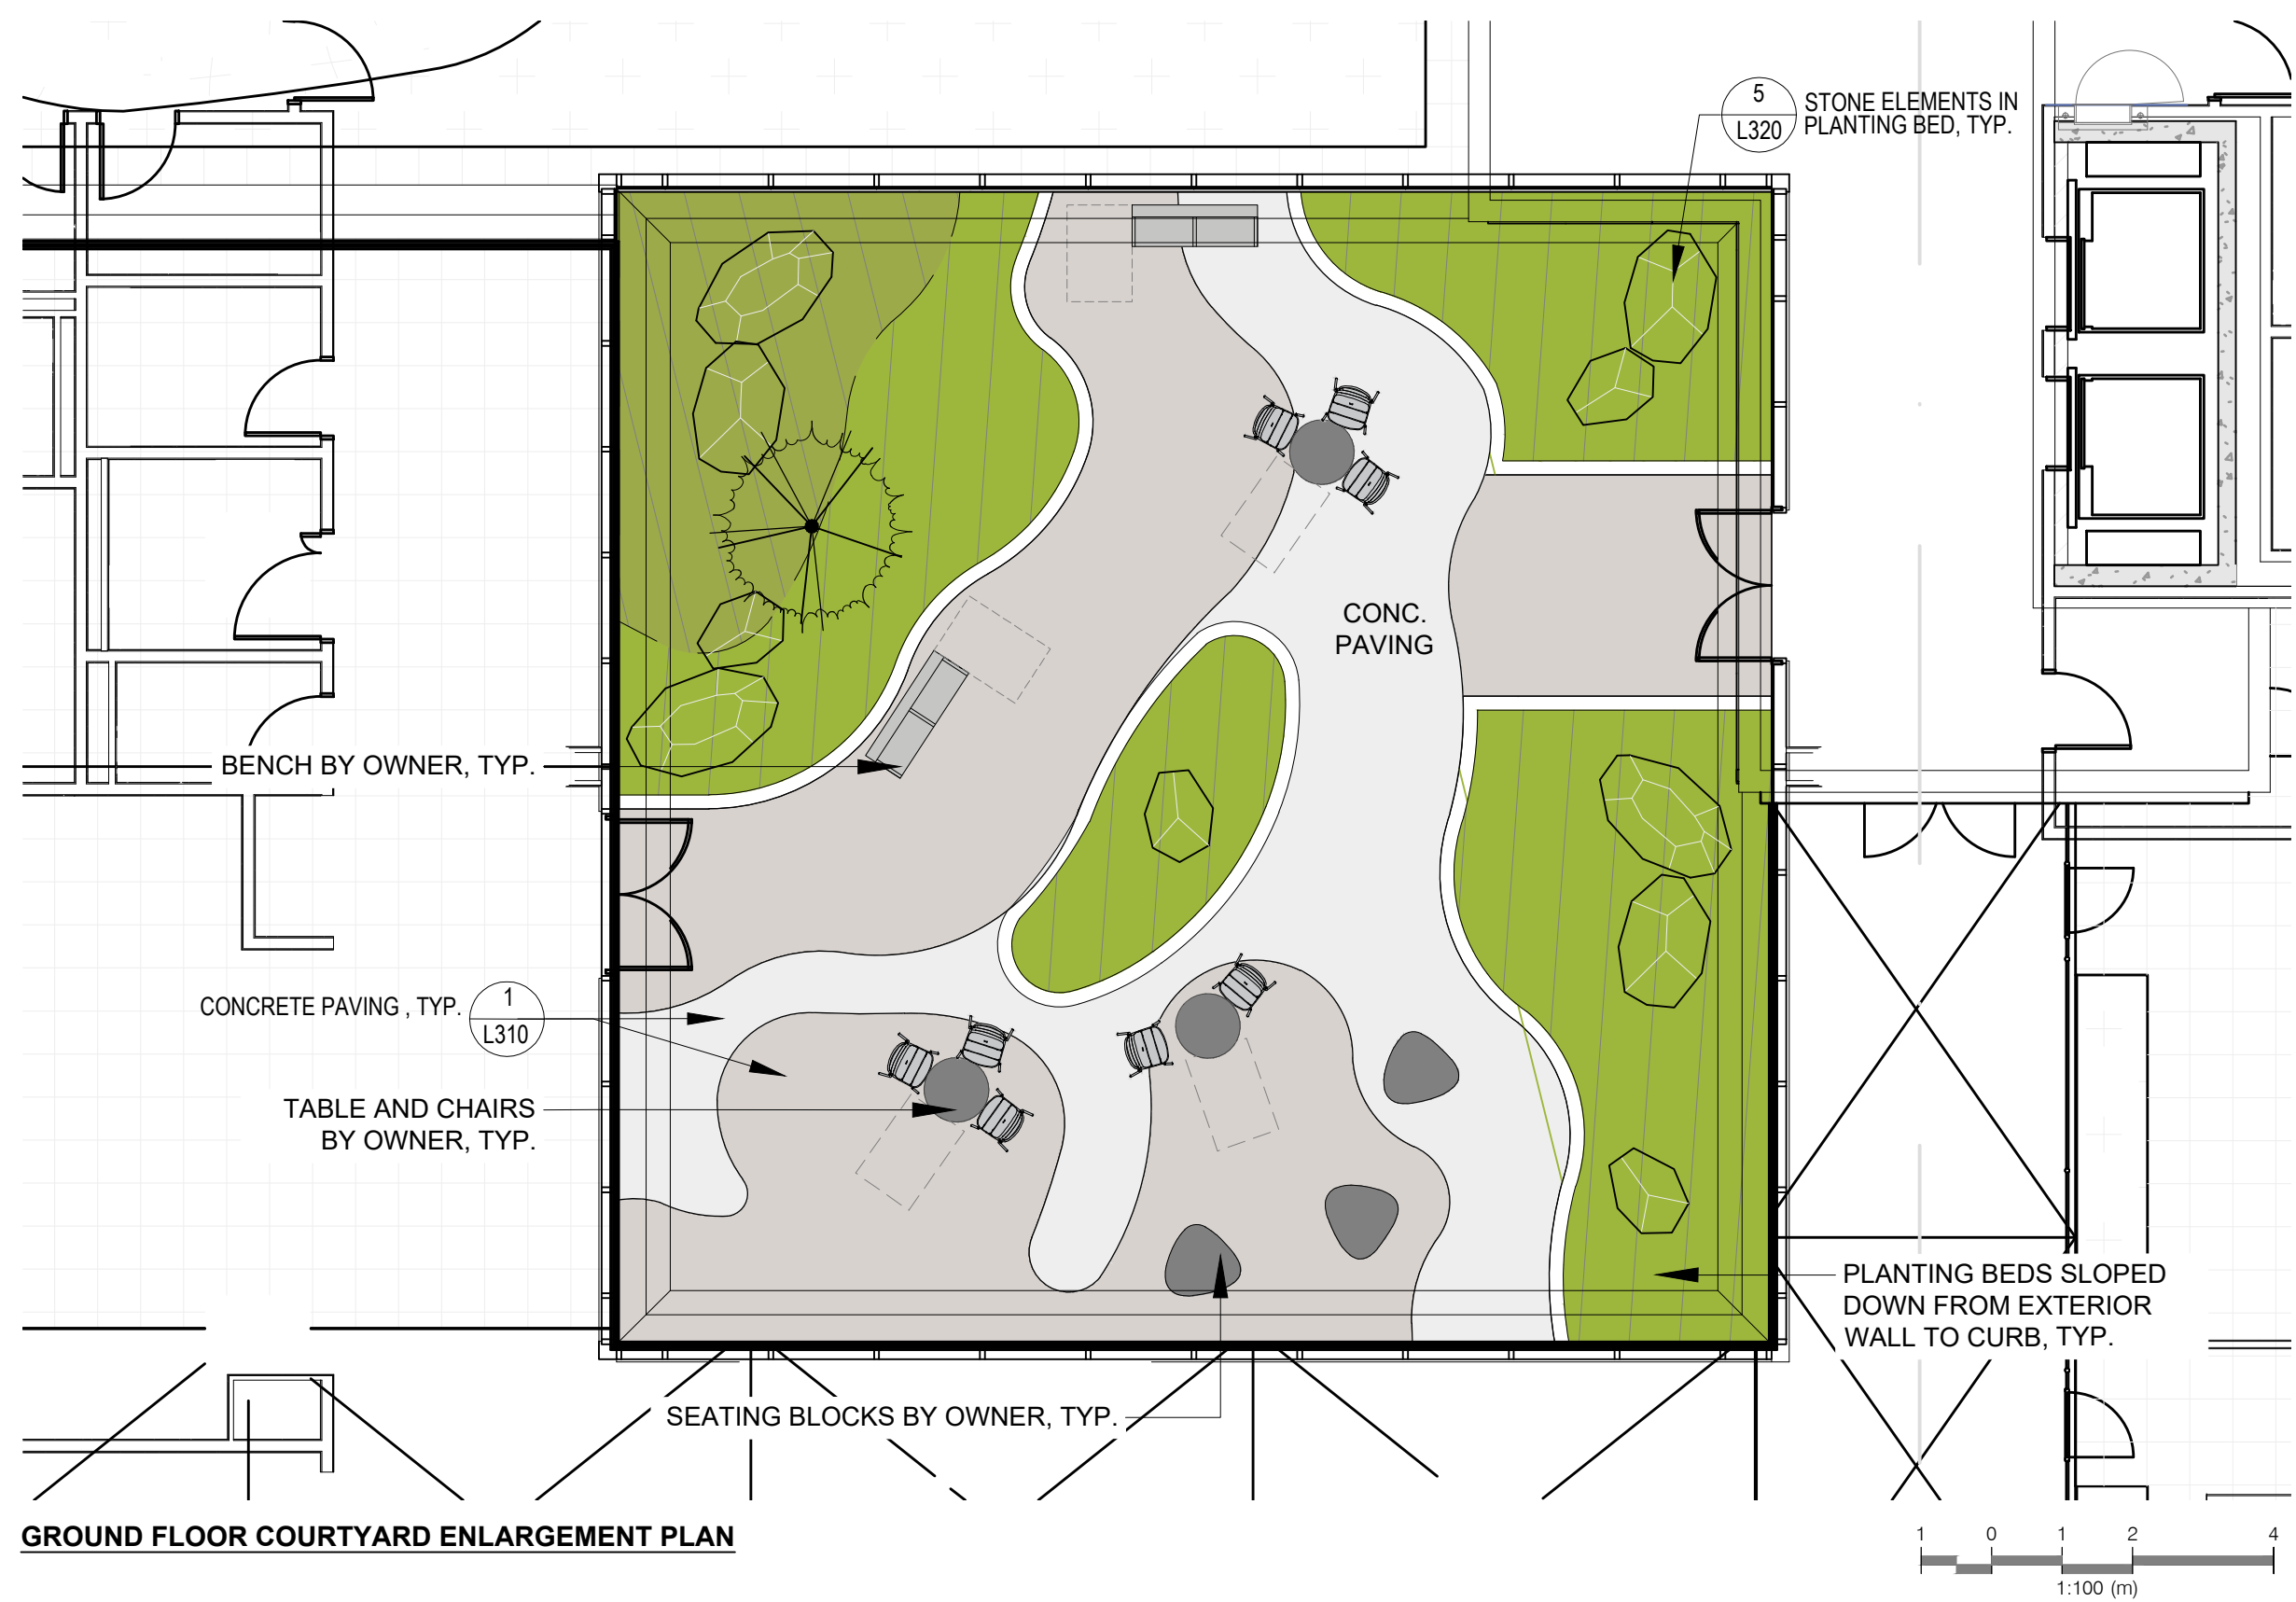 5
L320
STONE ELEMENTS IN
PLANTING BED, TYP.
CONC.
PAVING
BENCH BY OWNER, TYP.
CONCRETE PAVING , TYP.
1
L310
TABLE AND CHAIRS
BY OWNER, TYP.
PLANTING BEDS SLOPED
DOWN FROM EXTERIOR
WALL TO CURB, TYP.
SEATING BLOCKS BY OWNER, TYP.
GROUND FLOOR COURTYARD ENLARGEMENT PLAN
1 0 1 2 4
1:100 (m)